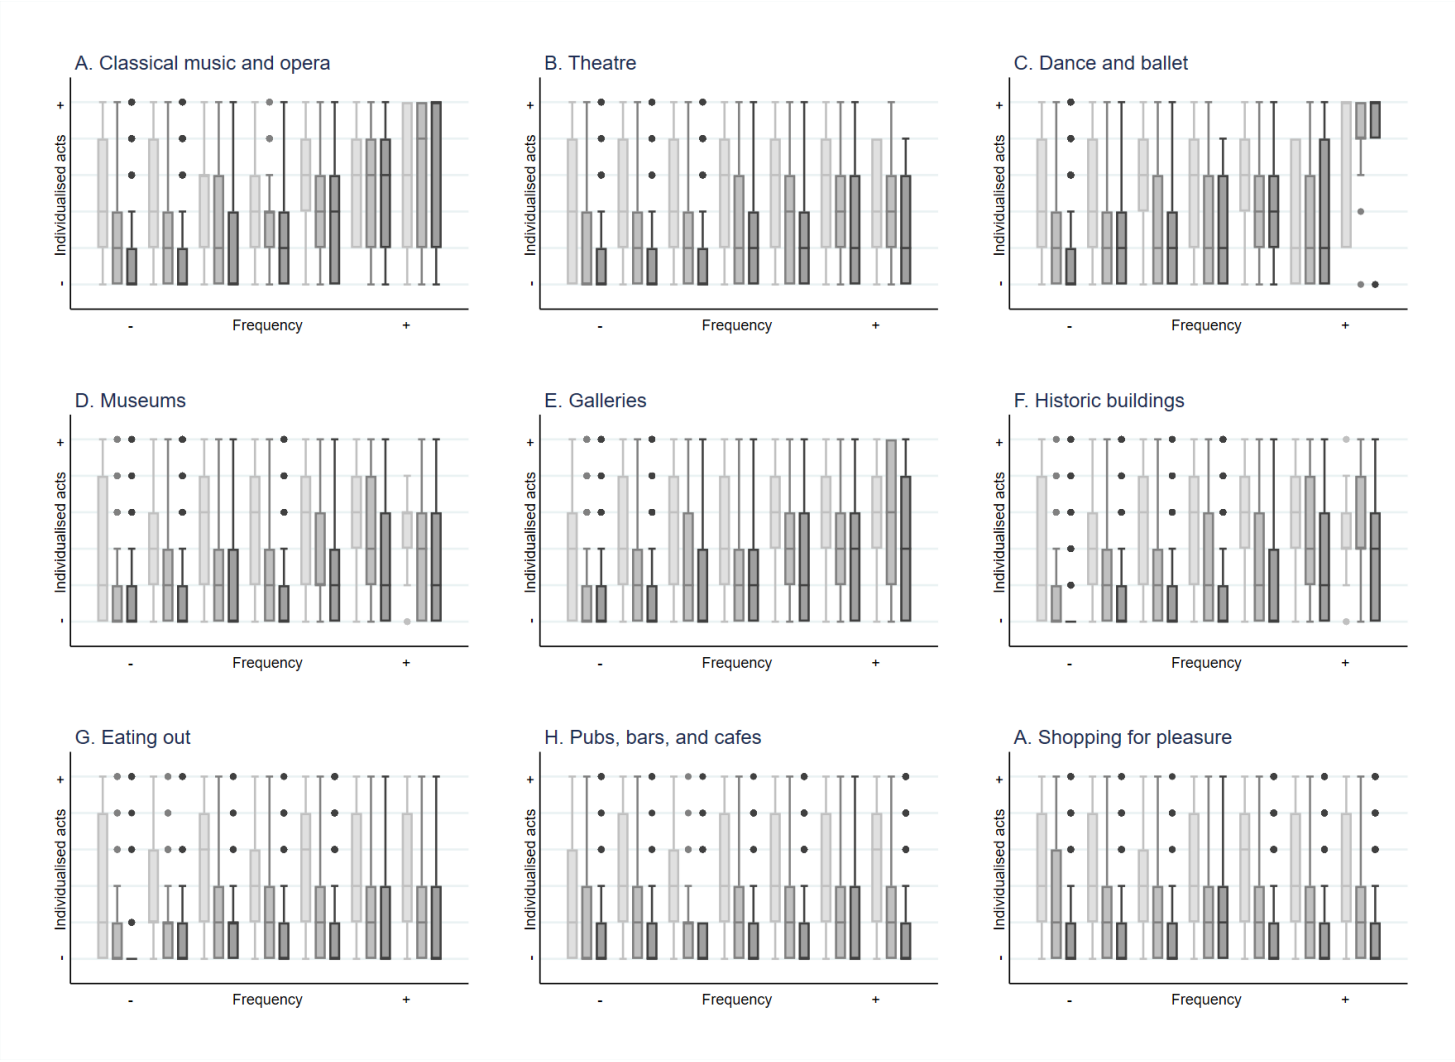 A. Classical music and opera
+
Individualised acts
-
- Frequency +
B. Theatre
+
Individualised acts
-
- Frequency +
C. Dance and ballet
+
Individualised acts
-
- Frequency +
D. Museums
+
Individualised acts
-
- Frequency +
E. Galleries
+
Individualised acts
-
- Frequency +
F. Historic buildings
+
Individualised acts
-
- Frequency +
G. Eating out
+
Individualised acts
-
- Frequency +
H. Pubs, bars, and cafes
+
Individualised acts
-
- Frequency +
A. Shopping for pleasure
+
Individualised acts
-
- Frequency +